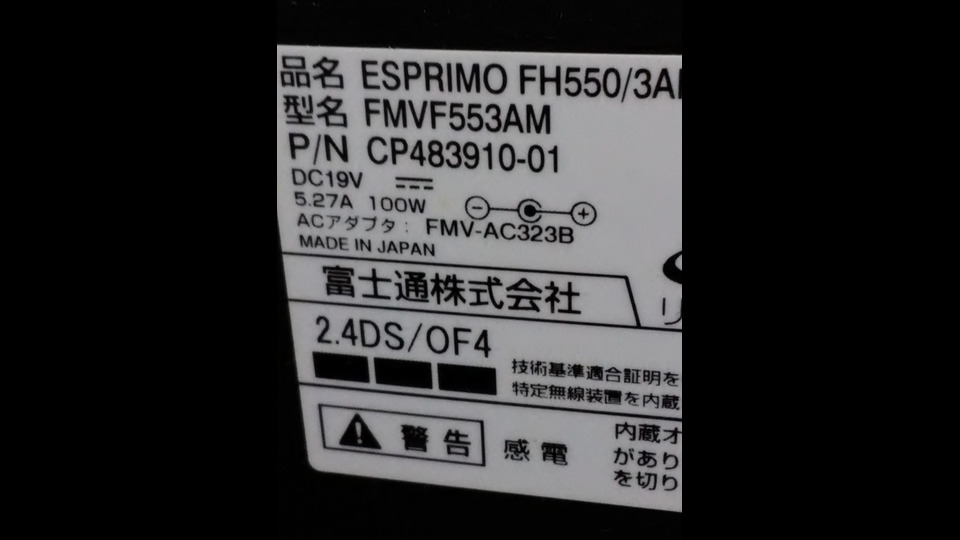 品名 ESPRIMO FH550/3A
型名 FMVF553AM
P/N CP483910-01
DC19V
5.27A 100W
ACアダプタ： FMV-AC323B
MADE IN JAPAN
富士通株式会社
リ
2.4DS/OF4
技術基準適合証明を
特定無線装置を内蔵
警告 感電
内蔵オ
があり
を切り